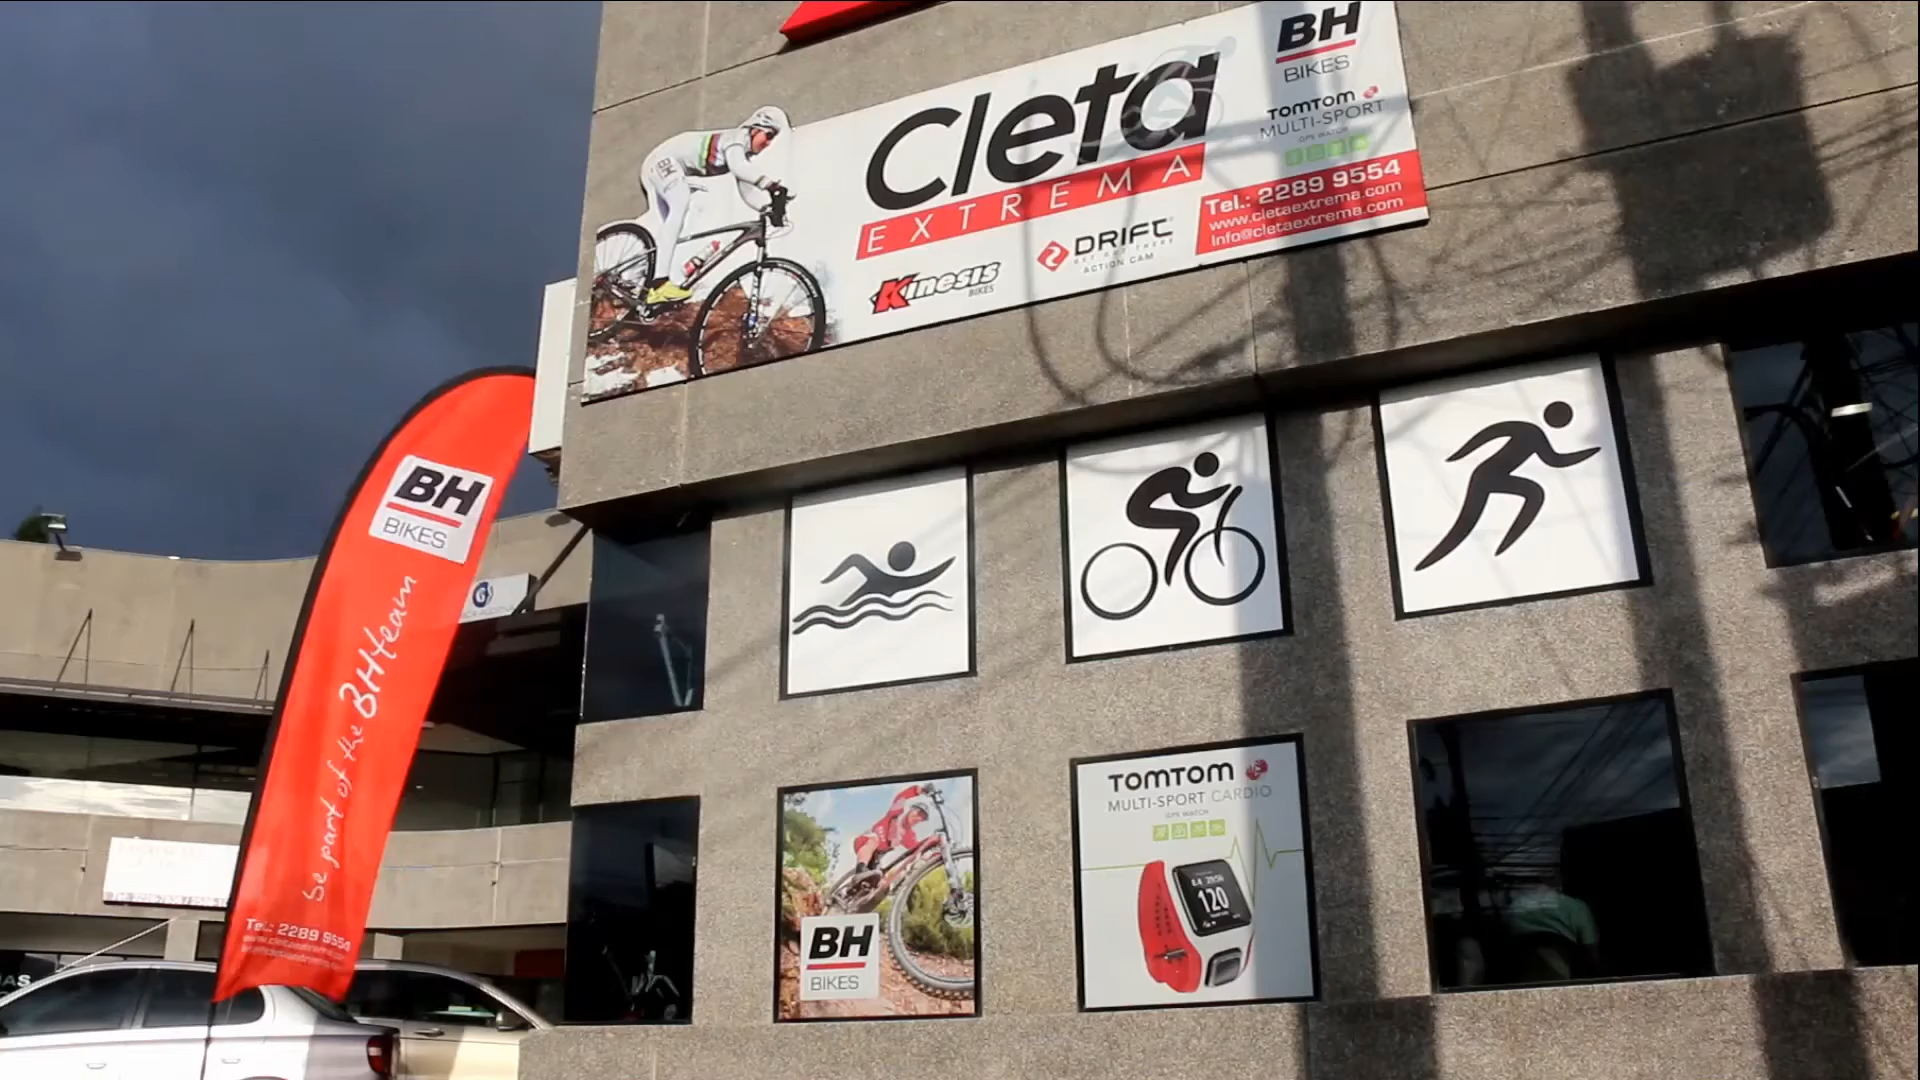 Cleta
EXTREMA
BH
BIKES
TOMTOM
MULTI-SPORT
GPS WATCH
Kinesis
BIKES
DRIFT
ACTION CAM
Tel.: 2289 9554
www.cletaextrema.com
Info@cletaextrema.com
BH
BIKES
be part of the BHteam
Tel.: 2289 9554
BH
BIKES
TOMTOM
MULTI-SPORT CARDIO
GPS WATCH
120